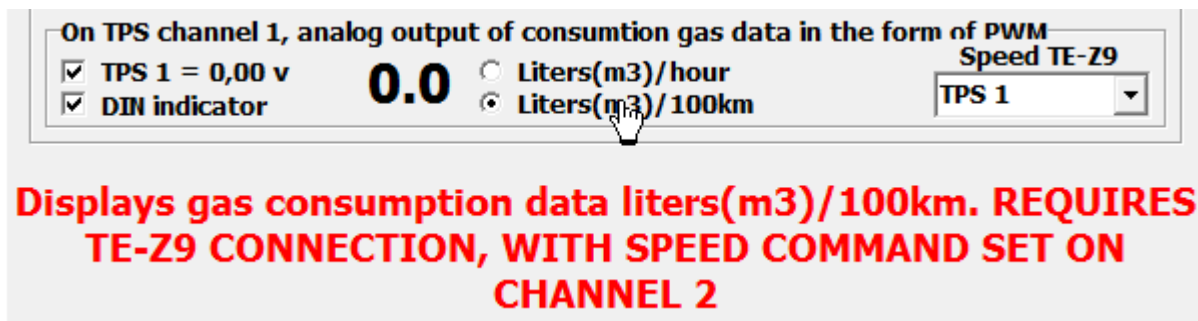 On TPS channel 1, analog output of consumtion gas data in the form of PWM
TPS 1 = 0,00 v
DIN indicator
0.0
Liters(m3)/hour
Liters(m3)/100km
Speed TE-Z9
TPS 1
Displays gas consumption data liters(m3)/100km. REQUIRES
TE-Z9 CONNECTION, WITH SPEED COMMAND SET ON
CHANNEL 2